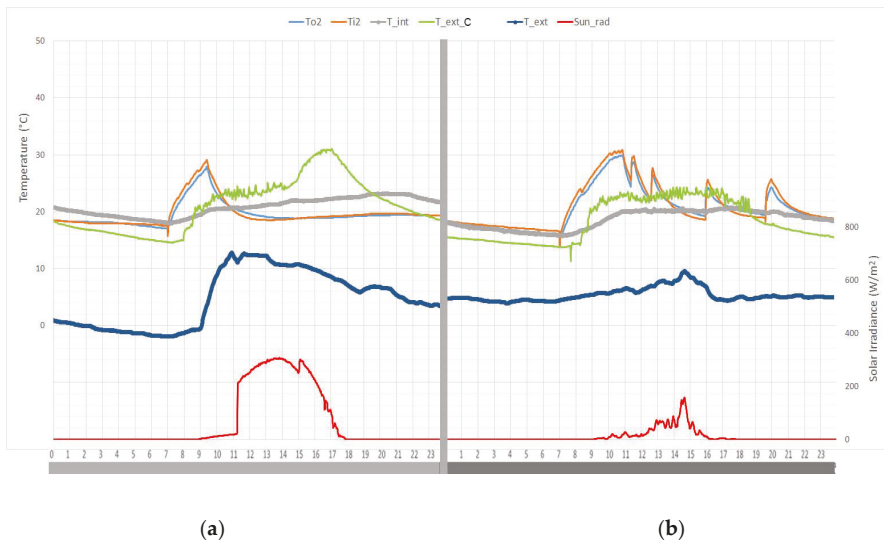 To2 Ti2 T_int T_ext_C T_ext Sun_rad
50
40
30
20
10
0
Temperature (°C)
800
600
400
200
0
Solar Irradiance (W/m²)
0 1 2 3 4 5 6 7 8 9 10 11 12 13 14 15 16 17 18 19 20 21 22 23 1 2 3 4 5 6 7 8 9 10 11 12 13 14 15 16 17 18 19 20 21 22 23
(a) (b)